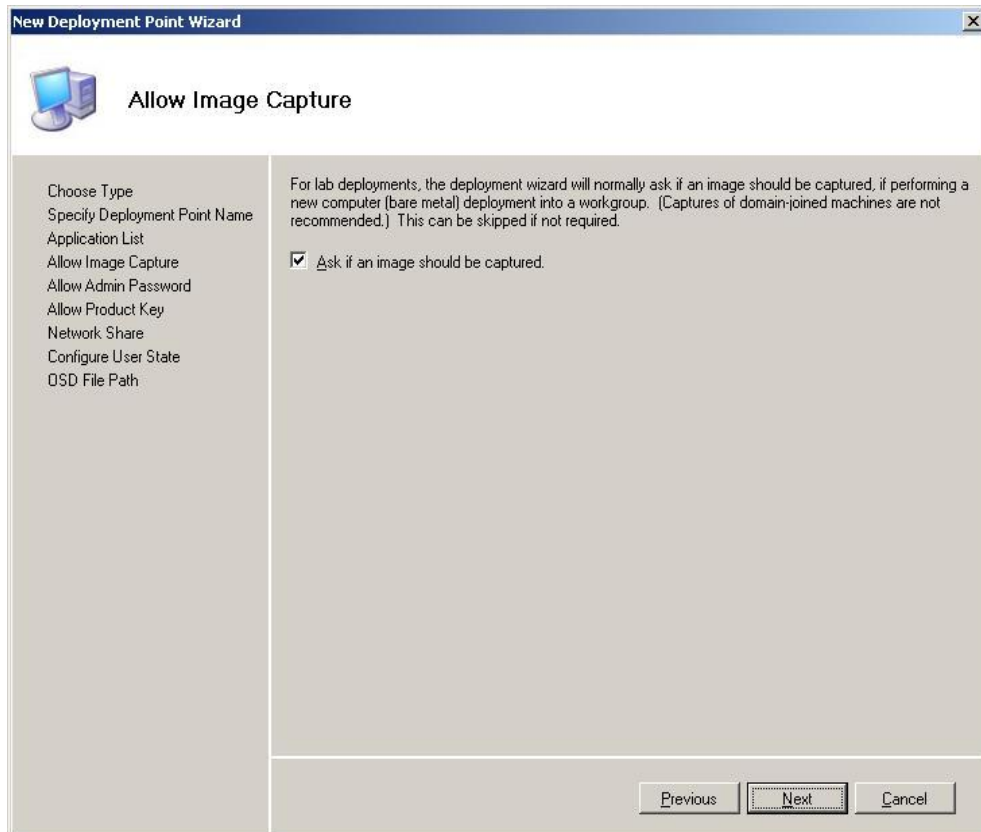 New Deployment Point Wizard
Allow Image Capture
Choose Type
Specify Deployment Point Name
Application List
Allow Image Capture
Allow Admin Password
Allow Product Key
Network Share
Configure User State
OSD File Path
For lab deployments, the deployment wizard will normally ask if an image should be captured, if performing a
new computer (bare metal) deployment into a workgroup. (Captures of domain-joined machines are not
recommended.) This can be skipped if not required.
Ask if an image should be captured.
Previous
Next
Cancel